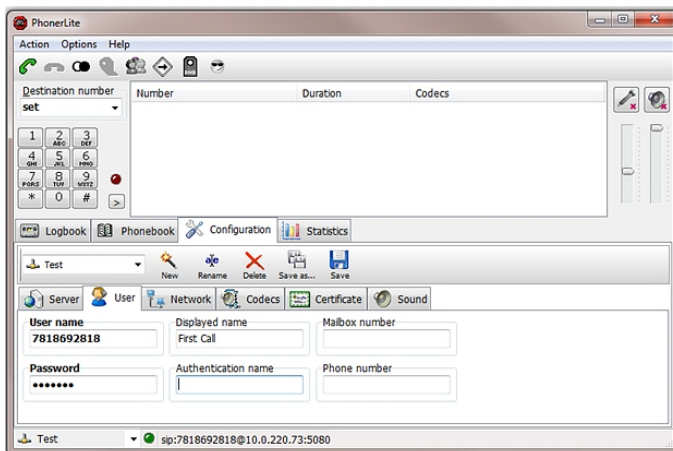 PhonerLite
Action Options Help
Destination number
set
Number Duration Codecs
1 2 ABC 3 DEF
4 GHI 5 JKL 6 MNO
7 PQRS 8 TUV 9 WXYZ
* 0 # >
Logbook Phonebook Configuration Statistics
Test New Rename Delete Save as... Save
Server User Network Codecs Certificate Sound
User name Displayed name Mailbox number
7818692818 First Call
Password Authentication name Phone number
•••••••
Test sip:7818692818@10.0.220.73:5080